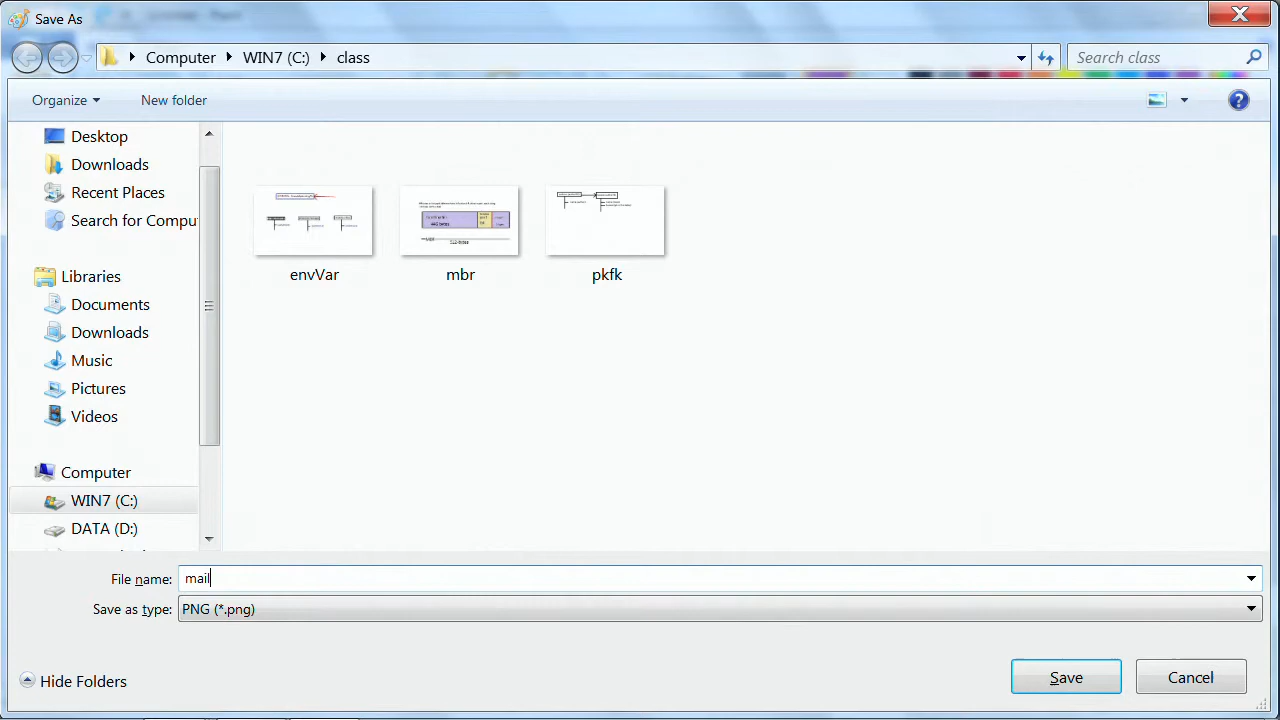 Save As
Computer WIN7 (C:) class
Search class
Organize
New folder
Desktop
Downloads
Recent Places
Search for Compu
Libraries
Documents
Downloads
Music
Pictures
Videos
Computer
WIN7 (C:)
DATA (D:)
envVar
mbr
pkfk
File name: mail
Save as type: PNG (*.png)
Hide Folders
Save
Cancel